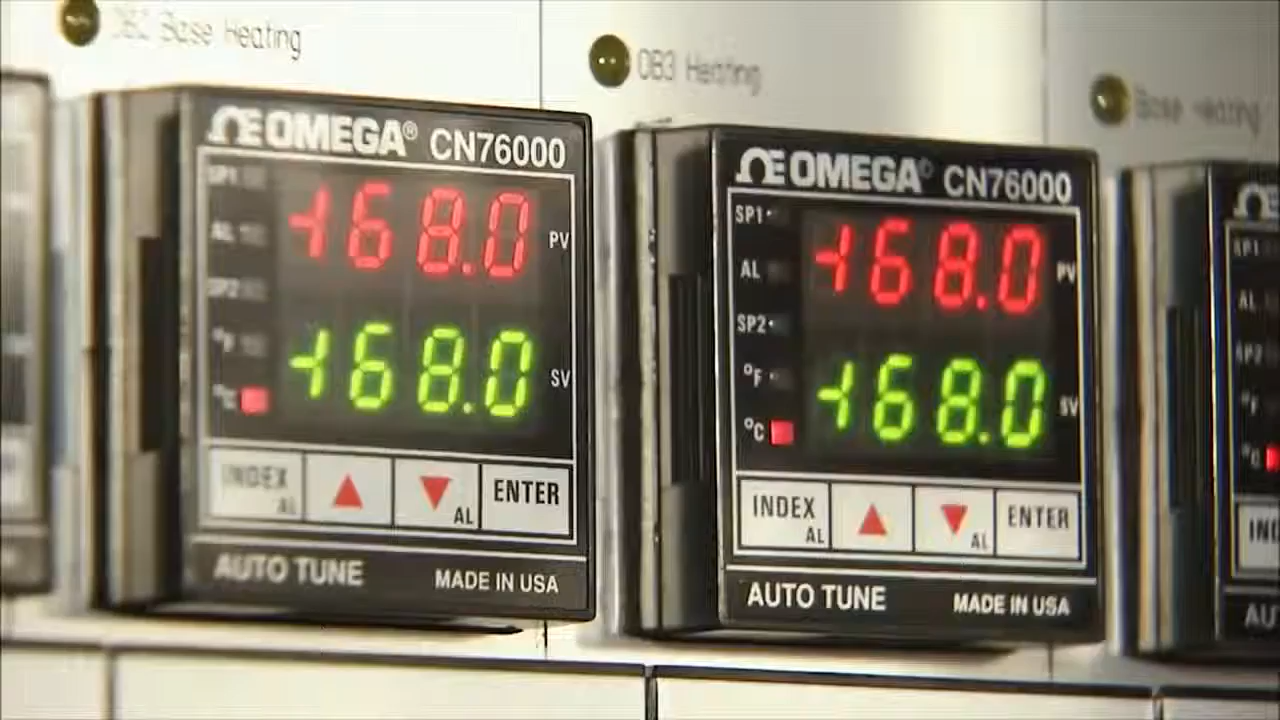 Base Heating
OB3 Heating
Base Heating
OMEGA® CN76000
SP1
AL
SP2
°F
°C
168.0
PV
168.0
SV
INDEX
AL
AL
ENTER
AUTO TUNE
MADE IN USA
OMEGA® CN76000
SP1
AL
SP2
°F
°C
168.0
PV
168.0
SV
INDEX
AL
AL
ENTER
AUTO TUNE
MADE IN USA
SP1
AL
SP2
°F
°C